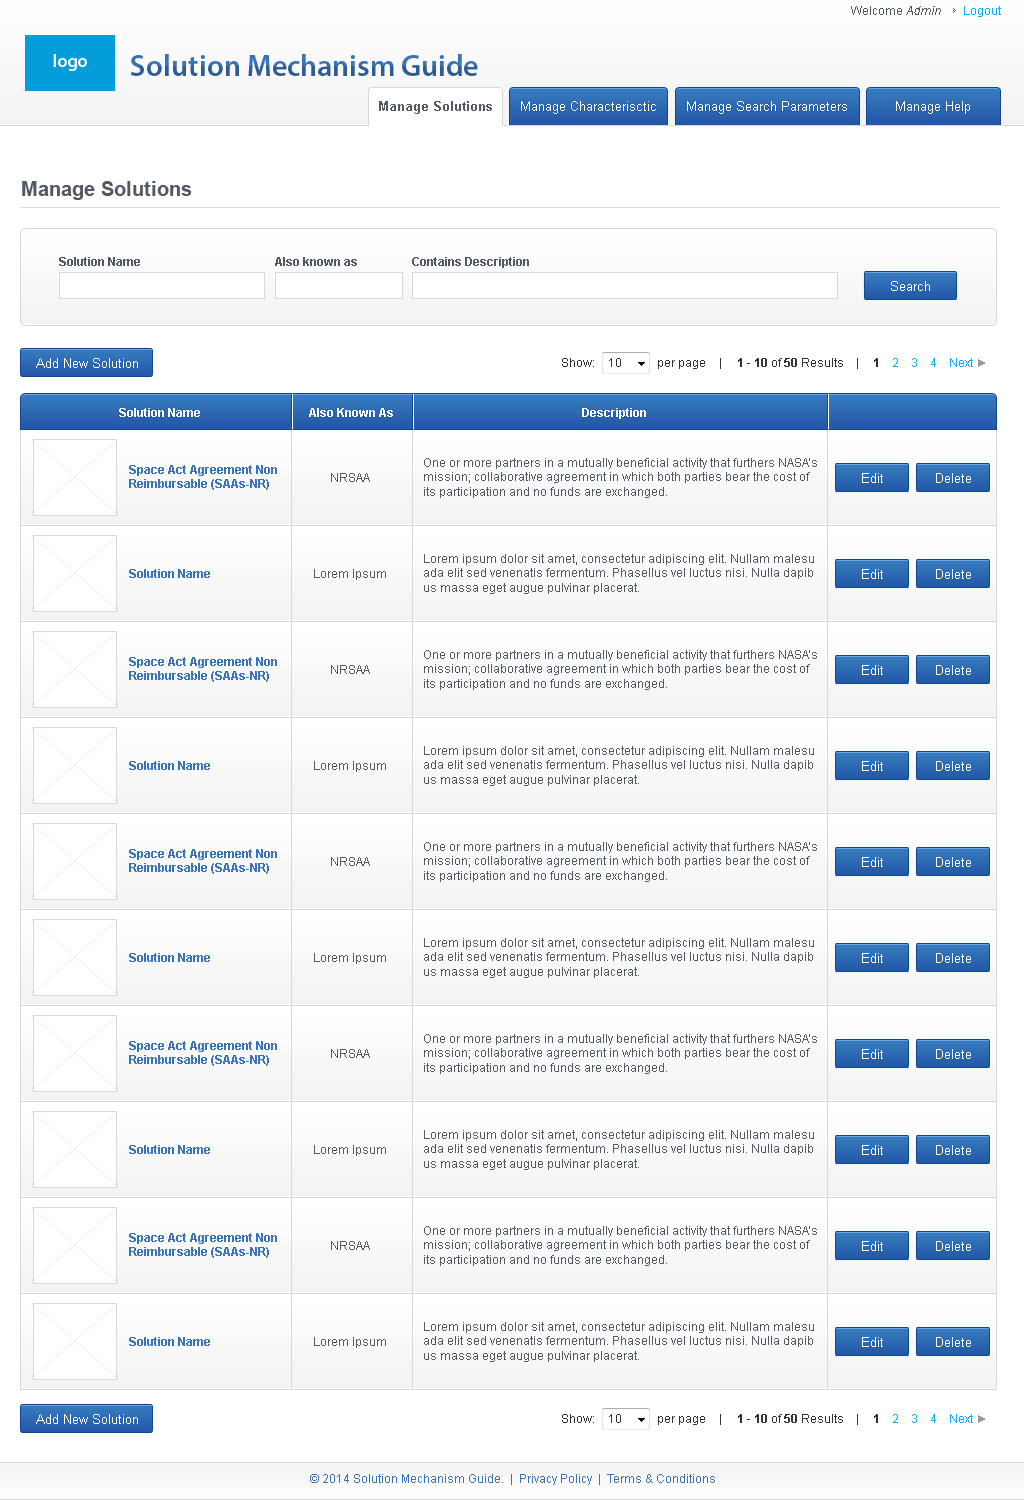 Welcome Admin Logout
logo
Solution Mechanism Guide
Manage Solutions Manage Characterisctic Manage Search Parameters Manage Help
Manage Solutions
Solution Name Also known as Contains Description
Search
Add New Solution Show: 10 per page | 1 - 10 of 50 Results | 1 2 3 4 Next
Solution Name Also Known As Description
Space Act Agreement Non
Reimbursable (SAAs-NR)
NRSAA
One or more partners in a mutually beneficial activity that furthers NASA's
mission; collaborative agreement in which both parties bear the cost of
its participation and no funds are exchanged.
Edit Delete
Solution Name
Lorem Ipsum
Lorem ipsum dolor sit amet, consectetur adipiscing elit. Nullam malesu
ada elit sed venenatis fermentum. Phasellus vel luctus nisi. Nulla dapib
us massa eget augue pulvinar placerat.
Edit Delete
Space Act Agreement Non
Reimbursable (SAAs-NR)
NRSAA
One or more partners in a mutually beneficial activity that furthers NASA's
mission; collaborative agreement in which both parties bear the cost of
its participation and no funds are exchanged.
Edit Delete
Solution Name
Lorem Ipsum
Lorem ipsum dolor sit amet, consectetur adipiscing elit. Nullam malesu
ada elit sed venenatis fermentum. Phasellus vel luctus nisi. Nulla dapib
us massa eget augue pulvinar placerat.
Edit Delete
Space Act Agreement Non
Reimbursable (SAAs-NR)
NRSAA
One or more partners in a mutually beneficial activity that furthers NASA's
mission; collaborative agreement in which both parties bear the cost of
its participation and no funds are exchanged.
Edit Delete
Solution Name
Lorem Ipsum
Lorem ipsum dolor sit amet, consectetur adipiscing elit. Nullam malesu
ada elit sed venenatis fermentum. Phasellus vel luctus nisi. Nulla dapib
us massa eget augue pulvinar placerat.
Edit Delete
Space Act Agreement Non
Reimbursable (SAAs-NR)
NRSAA
One or more partners in a mutually beneficial activity that furthers NASA's
mission; collaborative agreement in which both parties bear the cost of
its participation and no funds are exchanged.
Edit Delete
Solution Name
Lorem Ipsum
Lorem ipsum dolor sit amet, consectetur adipiscing elit. Nullam malesu
ada elit sed venenatis fermentum. Phasellus vel luctus nisi. Nulla dapib
us massa eget augue pulvinar placerat.
Edit Delete
Space Act Agreement Non
Reimbursable (SAAs-NR)
NRSAA
One or more partners in a mutually beneficial activity that furthers NASA's
mission; collaborative agreement in which both parties bear the cost of
its participation and no funds are exchanged.
Edit Delete
Solution Name
Lorem Ipsum
Lorem ipsum dolor sit amet, consectetur adipiscing elit. Nullam malesu
ada elit sed venenatis fermentum. Phasellus vel luctus nisi. Nulla dapib
us massa eget augue pulvinar placerat.
Edit Delete
Add New Solution Show: 10 per page | 1 - 10 of 50 Results | 1 2 3 4 Next
© 2014 Solution Mechanism Guide. | Privacy Policy | Terms & Conditions